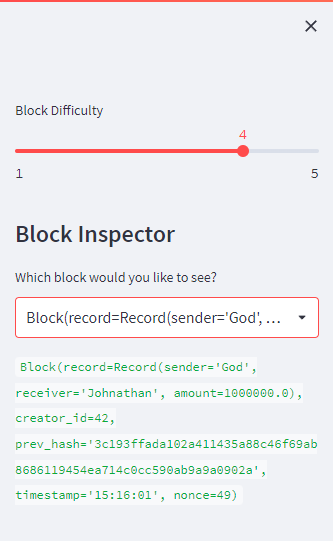 Block Difficulty
4
1 5
Block Inspector
Which block would you like to see?
Block(record=Record(sender='God', ...
Block(record=Record(sender='God',
receiver='Johnathan', amount=1000000.0),
creator_id=42,
prev_hash='3c193ffada102a411435a88c46f69ab
8686119454ea714c0cc590ab9a9a0902a',
timestamp='15:16:01', nonce=49)